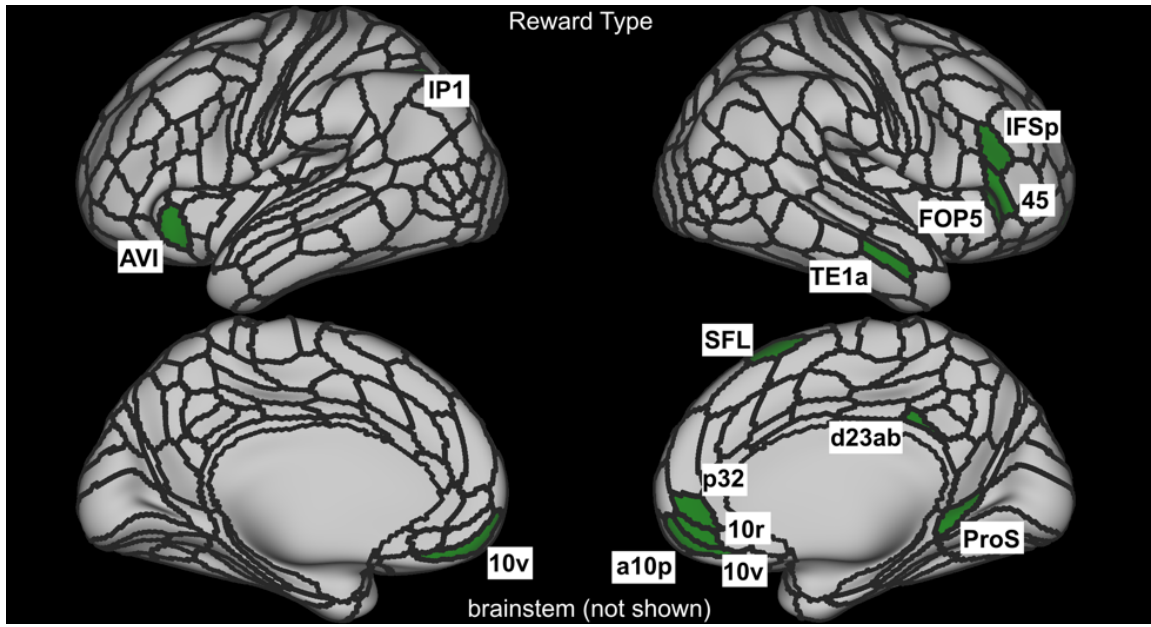 Reward Type
IP1
IFSp
45
FOP5
AVI
TE1a
SFL
d23ab
p32
10r
ProS
10v
a10p
10v
brainstem (not shown)